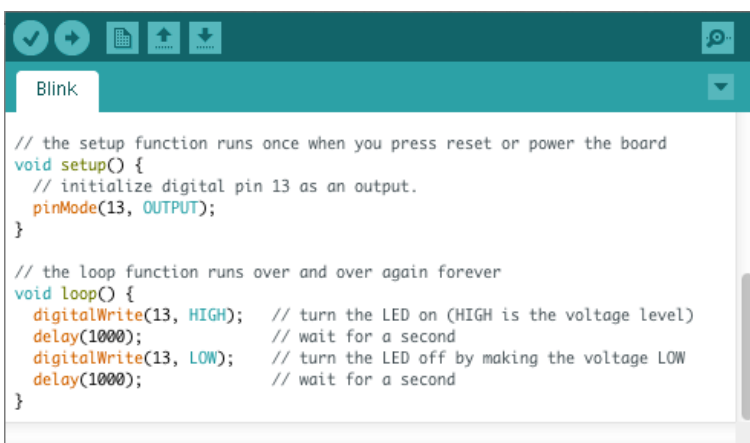 Blink
// the setup function runs once when you press reset or power the board
void setup() {
  // initialize digital pin 13 as an output.
  pinMode(13, OUTPUT);
}
// the loop function runs over and over again forever
void loop() {
  digitalWrite(13, HIGH);   // turn the LED on (HIGH is the voltage level)
  delay(1000);              // wait for a second
  digitalWrite(13, LOW);    // turn the LED off by making the voltage LOW
  delay(1000);              // wait for a second
}